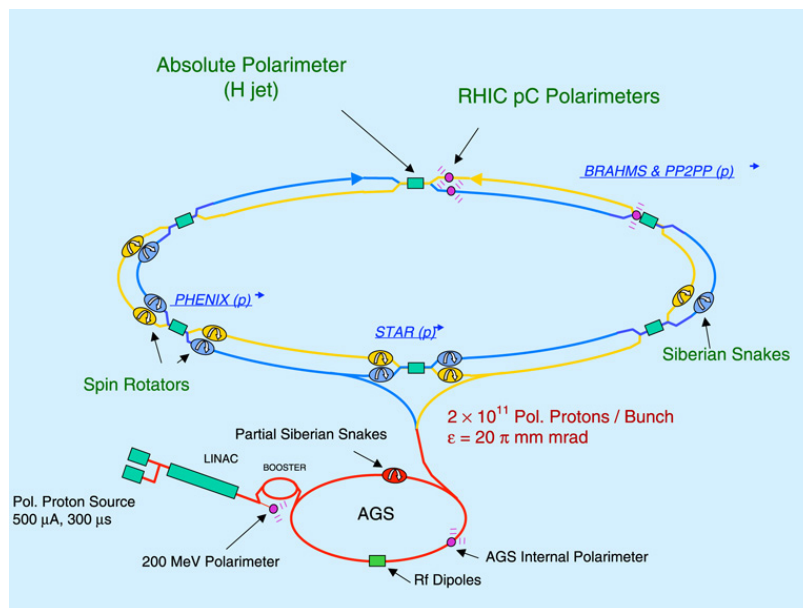 Absolute Polarimeter
(H jet)
RHIC pC Polarimeters
BRAHMS & PP2PP (p)
PHENIX (p)
STAR (p)
Siberian Snakes
Spin Rotators
2 × 10¹¹ Pol. Protons / Bunch
ε = 20 π mm mrad
Partial Siberian Snakes
LINAC
BOOSTER
Pol. Proton Source
500 μA, 300 μs
AGS
200 MeV Polarimeter
AGS Internal Polarimeter
Rf Dipoles